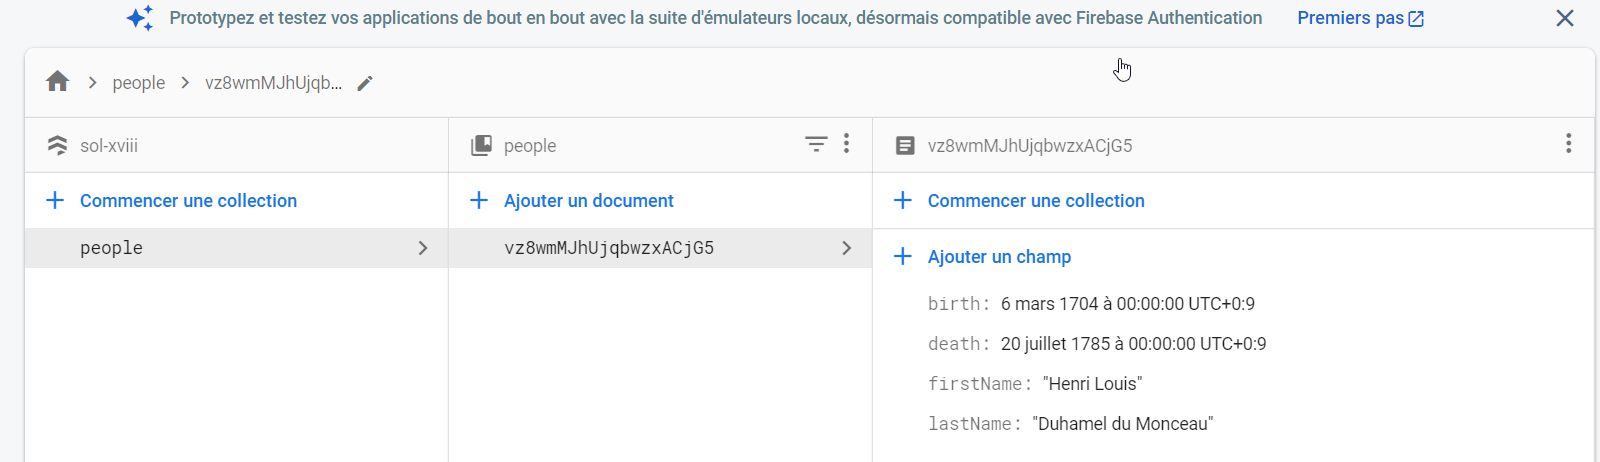 Prototypez et testez vos applications de bout en bout avec la suite d'émulateurs locaux, désormais compatible avec Firebase Authentication Premiers pas
people vz8wmMJhUjqb...
sol-xviii
Commencer une collection
people
people
Ajouter un document
vz8wmMJhUjqbwzxACjG5
vz8wmMJhUjqbwzxACjG5
Commencer une collection
Ajouter un champ
birth: 6 mars 1704 à 00:00:00 UTC+0:9
death: 20 juillet 1785 à 00:00:00 UTC+0:9
firstName: "Henri Louis"
lastName: "Duhamel du Monceau"